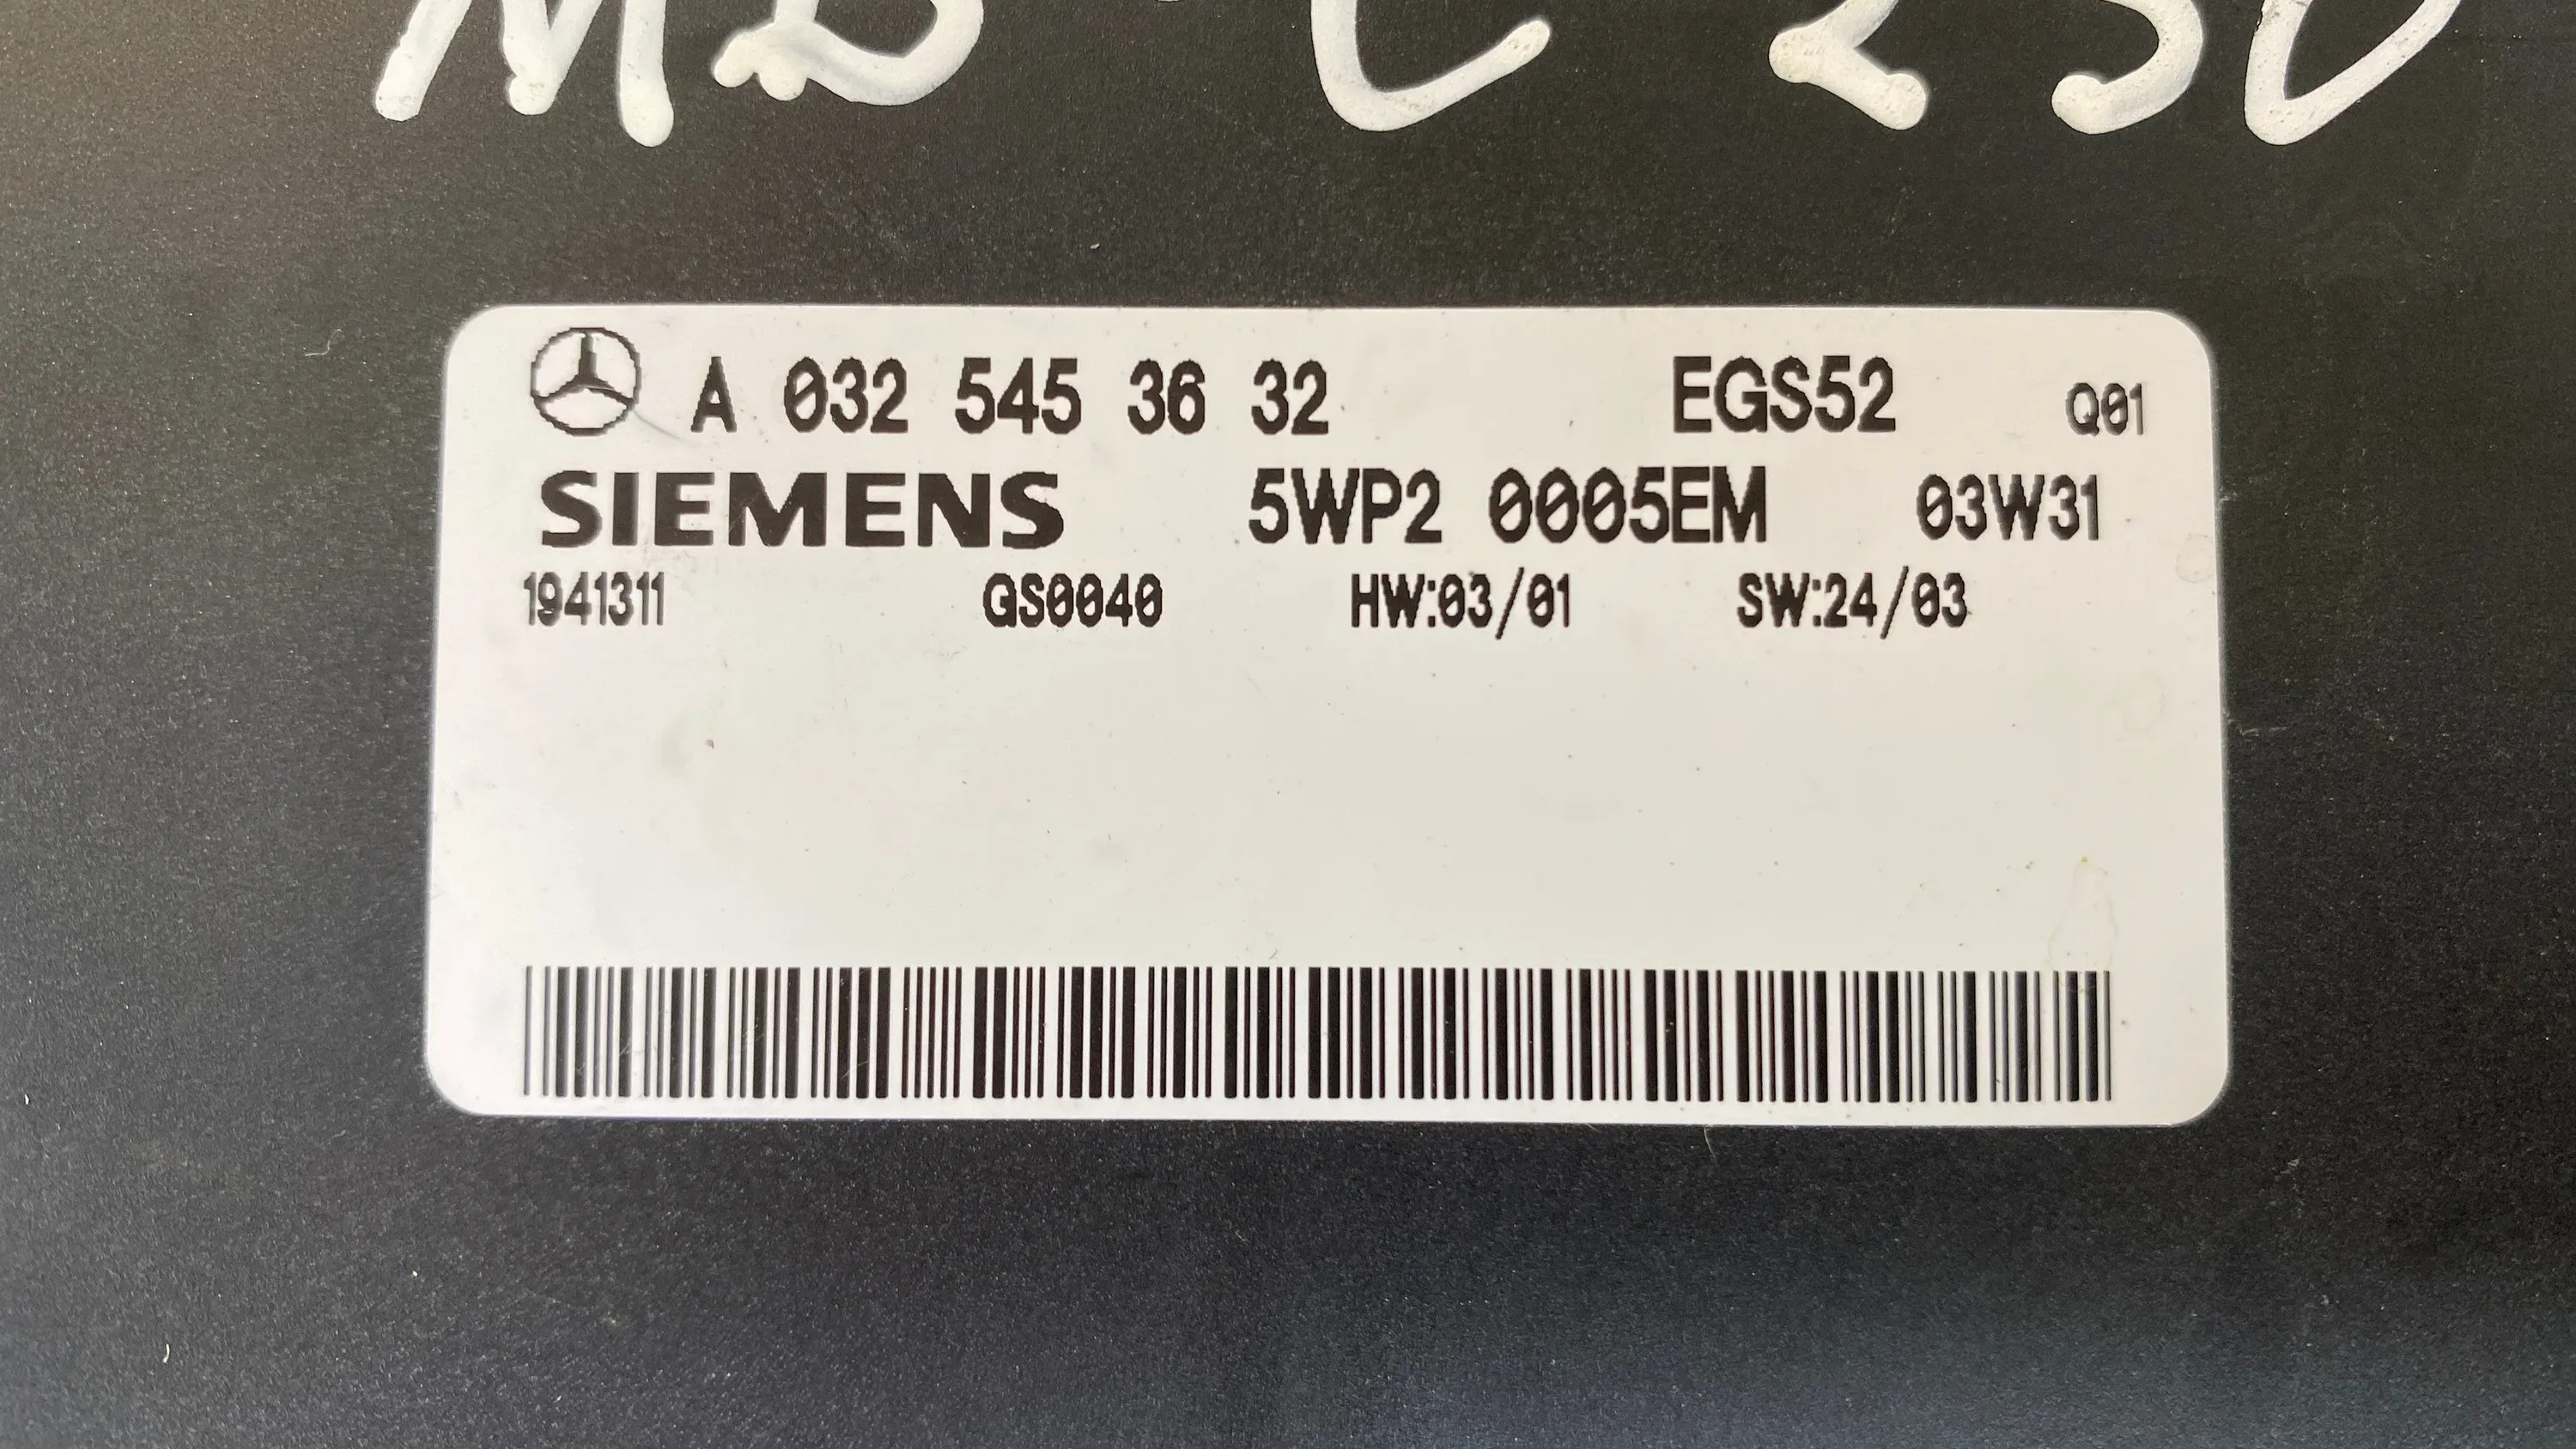 MB C 230
A 032 545 36 32 EGS52 Q01
SIEMENS 5WP2 0005EM 03W31
1941311 GS0040 HW:03/01 SW:24/03